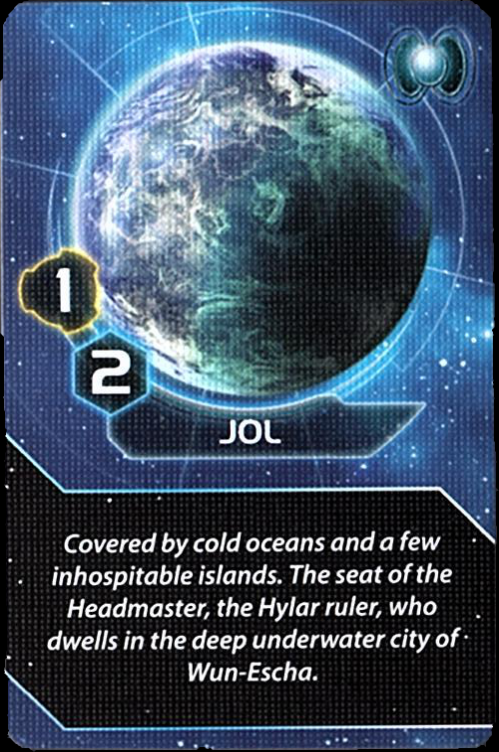 1
2
JOL
Covered by cold oceans and a few
inhospitable islands. The seat of the
Headmaster, the Hylar ruler, who
dwells in the deep underwater city of
Wun-Escha.